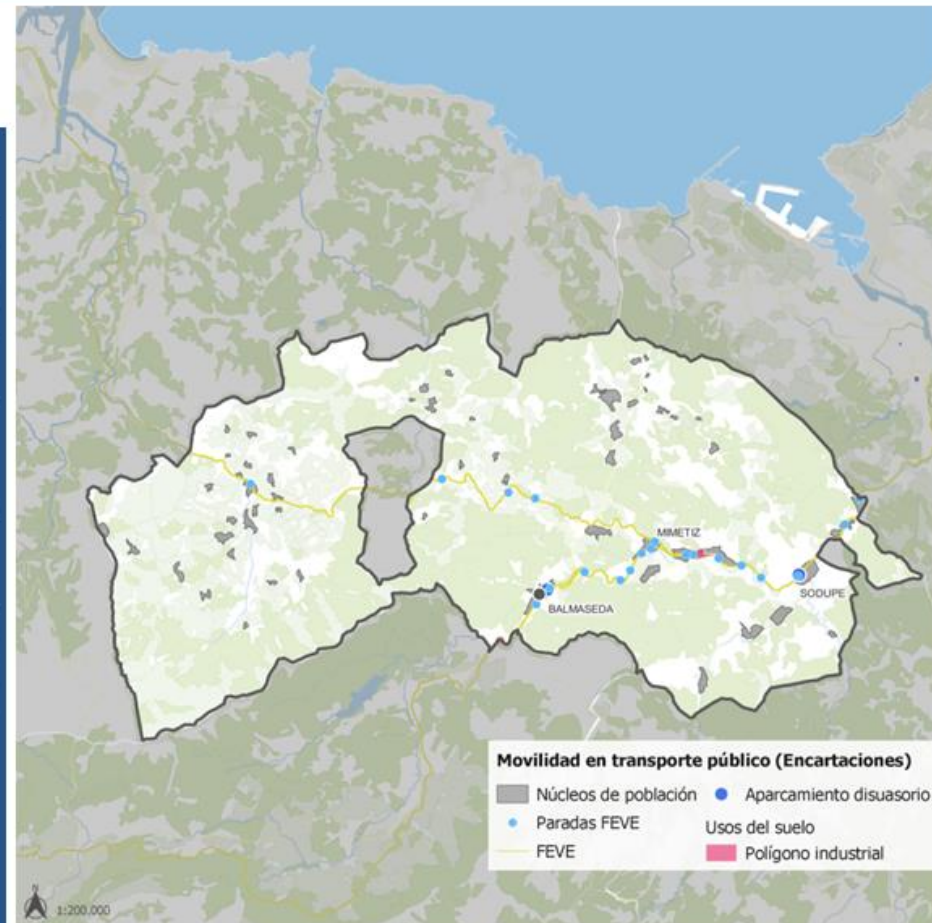 MIMETIZ
SODUPE
BALMASEDA
Movilidad en transporte público (Encartaciones)
Núcleos de población
Aparcamiento disuasorio
Paradas FEVE
Usos del suelo
FEVE
Polígono industrial
N
1:200.000